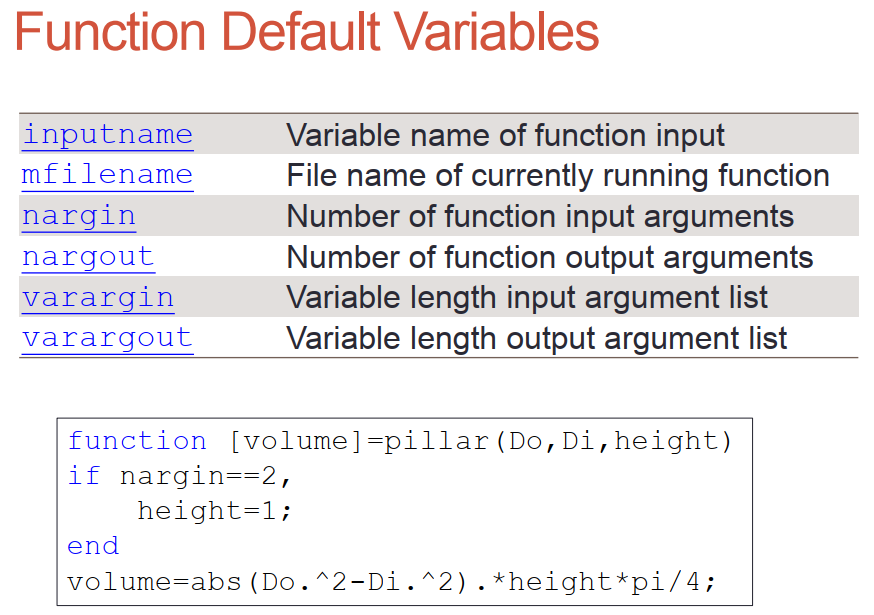 Function Default Variables
inputname Variable name of function input
mfilename File name of currently running function
nargin Number of function input arguments
nargout Number of function output arguments
varargin Variable length input argument list
varargout Variable length output argument list
function [volume]=pillar(Do,Di,height)
if nargin==2,
    height=1;
end
volume=abs(Do.^2-Di.^2).*height*pi/4;